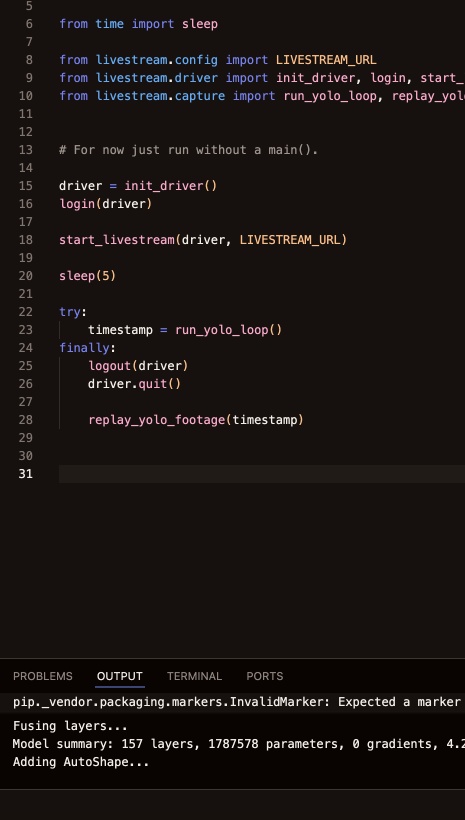 5
6 from time import sleep
7
8 from livestream.config import LIVESTREAM_URL
9 from livestream.driver import init_driver, login, start_
10 from livestream.capture import run_yolo_loop, replay_yol
11
12
13 # For now just run without a main().
14
15 driver = init_driver()
16 login(driver)
17
18 start_livestream(driver, LIVESTREAM_URL)
19
20 sleep(5)
21
22 try:
23     timestamp = run_yolo_loop()
24 finally:
25     logout(driver)
26     driver.quit()
27
28     replay_yolo_footage(timestamp)
29
30
31
PROBLEMS OUTPUT TERMINAL PORTS
pip._vendor.packaging.markers.InvalidMarker: Expected a marker
Fusing layers...
Model summary: 157 layers, 1787578 parameters, 0 gradients, 4.2
Adding AutoShape...